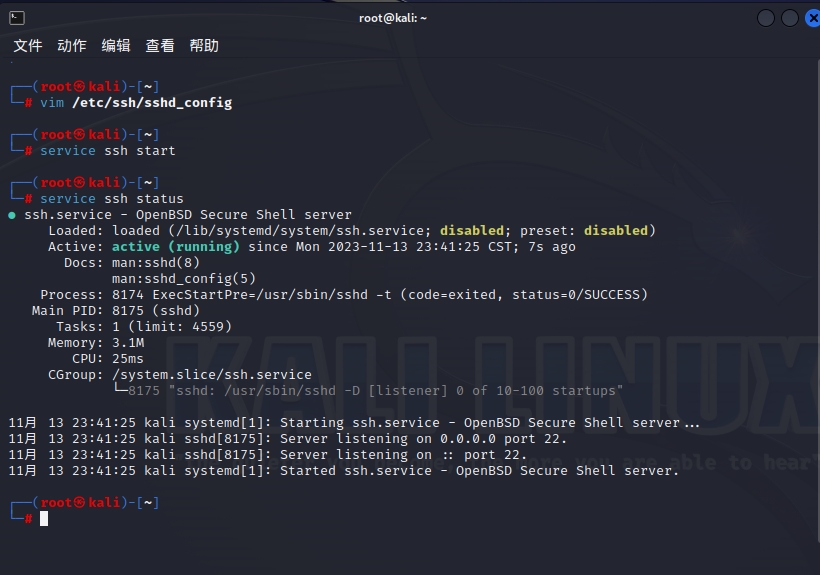 root@kali: ~
文件 动作 编辑 查看 帮助
┌──(root㉿kali)-[~]
└─# vim /etc/ssh/sshd_config
┌──(root㉿kali)-[~]
└─# service ssh start
┌──(root㉿kali)-[~]
└─# service ssh status
● ssh.service - OpenBSD Secure Shell server
Loaded: loaded (/lib/systemd/system/ssh.service; disabled; preset: disabled)
Active: active (running) since Mon 2023-11-13 23:41:25 CST; 7s ago
Docs: man:sshd(8)
man:sshd_config(5)
Process: 8174 ExecStartPre=/usr/sbin/sshd -t (code=exited, status=0/SUCCESS)
Main PID: 8175 (sshd)
Tasks: 1 (limit: 4559)
Memory: 3.1M
CPU: 25ms
CGroup: /system.slice/ssh.service
└─8175 "sshd: /usr/sbin/sshd -D [listener] 0 of 10-100 startups"
KALI LINUX
11月 13 23:41:25 kali systemd[1]: Starting ssh.service - OpenBSD Secure Shell server...
11月 13 23:41:25 kali sshd[8175]: Server listening on 0.0.0.0 port 22.
11月 13 23:41:25 kali sshd[8175]: Server listening on :: port 22.
you are able to hear"
11月 13 23:41:25 kali systemd[1]: Started ssh.service - OpenBSD Secure Shell server.
┌──(root㉿kali)-[~]
└─#